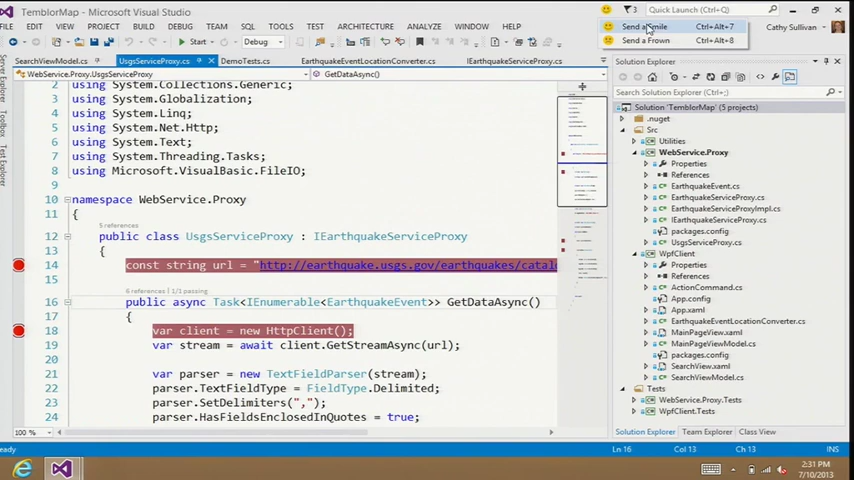 TemblorMap - Microsoft Visual Studio
3
Quick Launch (Ctrl+Q)
EDIT VIEW PROJECT BUILD DEBUG TEAM SQL TOOLS TEST ARCHITECTURE ANALYZE WINDOW HELP
Send a Smile Ctrl+Alt+7
Cathy Sullivan
Start Debug
Send a Frown Ctrl+Alt+8
SearchViewModel.cs UsgsServiceProxy.cs DemoTests.cs EarthquakeEventLocationConverter.cs IEarthquakeServiceProxy.cs
Solution Explorer
WebService.Proxy.UsgsServiceProxy GetDataAsync()
2 using System.Collections.Generic;
3 using System.Globalization;
4 using System.Linq;
5 using System.Net.Http;
6 using System.Text;
7 using System.Threading.Tasks;
8 using Microsoft.VisualBasic.FileIO;
9
10 namespace WebService.Proxy
11 {
5 references
12 public class UsgsServiceProxy : IEarthquakeServiceProxy
13 {
14 const string url = "http://earthquake.usgs.gov/earthquakes/catalo
15
6 references | 1/1 passing
16 public async Task<IEnumerable<EarthquakeEvent>> GetDataAsync()
17 {
18 var client = new HttpClient();
19 var stream = await client.GetStreamAsync(url);
20
21 var parser = new TextFieldParser(stream);
22 parser.TextFieldType = FieldType.Delimited;
23 parser.SetDelimiters(",");
24 parser.HasFieldsEnclosedInQuotes = true;
100 %
Search Solution Explorer (Ctrl+;)
Solution 'TemblorMap' (5 projects)
.nuget
Src
Utilities
WebService.Proxy
Properties
References
EarthquakeEvent.cs
EarthquakeServiceProxy.cs
EarthquakeServiceProxyImpl.cs
IEarthquakeServiceProxy.cs
packages.config
UsgsServiceProxy.cs
WpfClient
Properties
References
ActionCommand.cs
App.config
App.xaml
EarthquakeEventLocationConverter.cs
MainPageView.xaml
MainPageViewModel.cs
packages.config
SearchView.xaml
SearchViewModel.cs
Tests
WebService.Proxy.Tests
WpfClient.Tests
Solution Explorer Team Explorer Class View
Server Explorer
Toolbox
Test Explorer
eady Ln 16 Col 13 Ch 13 INS
2:31 PM
7/10/2013